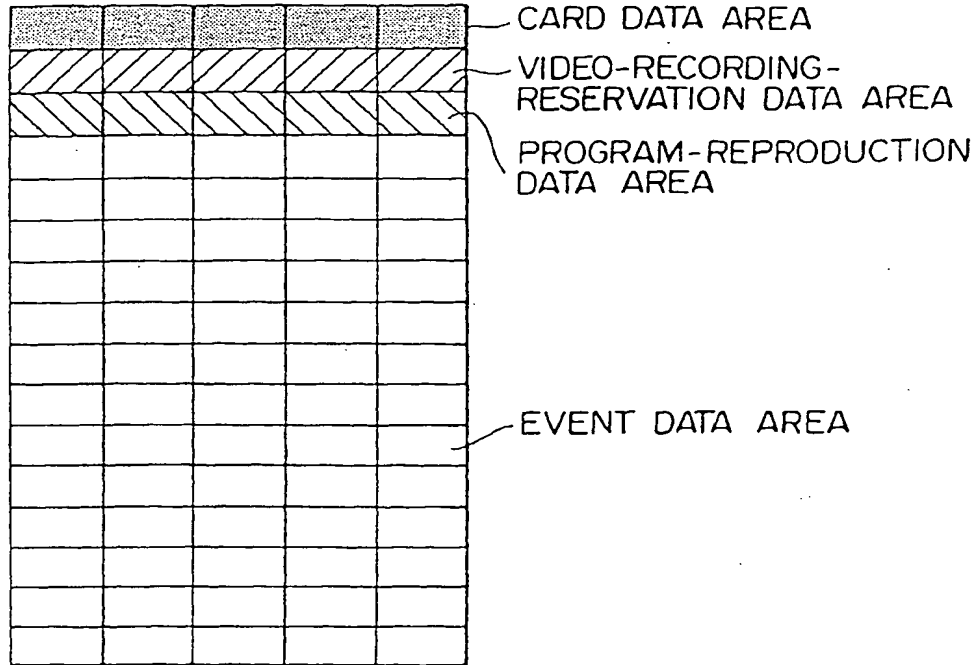 CARD DATA AREA
VIDEO-RECORDING-
RESERVATION DATA AREA
PROGRAM-REPRODUCTION
DATA AREA
EVENT DATA AREA